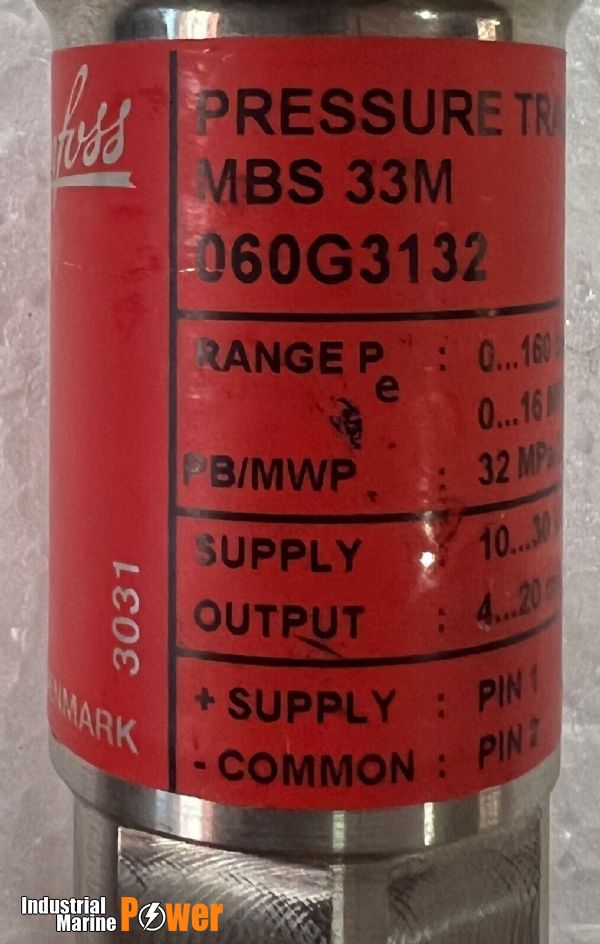 PRESSURE TRA
MBS 33M
060G3132
RANGE Pe : 0...160
0...16
PB/MWP : 32 MPa
SUPPLY : 10...30
OUTPUT : 4...20
+ SUPPLY : PIN 1
- COMMON : PIN 2
3031
NMARK
Industrial
Marine Power